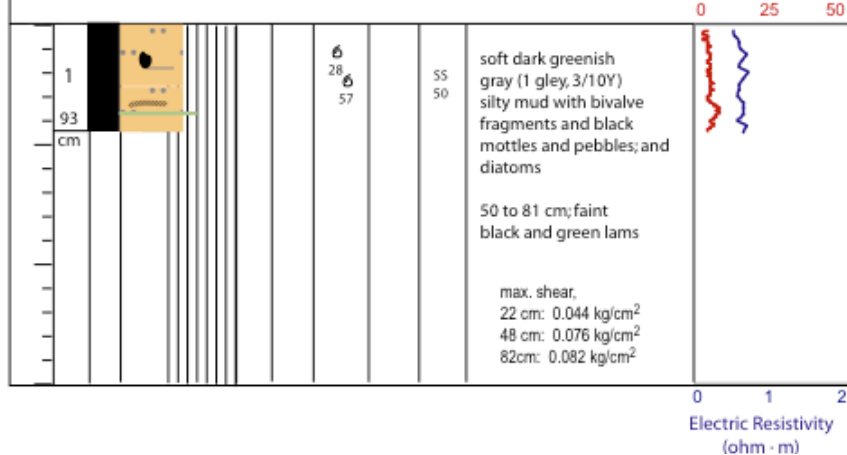 0 25 50
1
93
cm
28
57
SS
50
soft dark greenish
gray (1 gley, 3/10Y)
silty mud with bivalve
fragments and black
mottles and pebbles; and
diatoms
50 to 81 cm; faint
black and green lams
max. shear,
22 cm: 0.044 kg/cm²
48 cm: 0.076 kg/cm²
82cm: 0.082 kg/cm²
0 1 2
Electric Resistivity
(ohm · m)